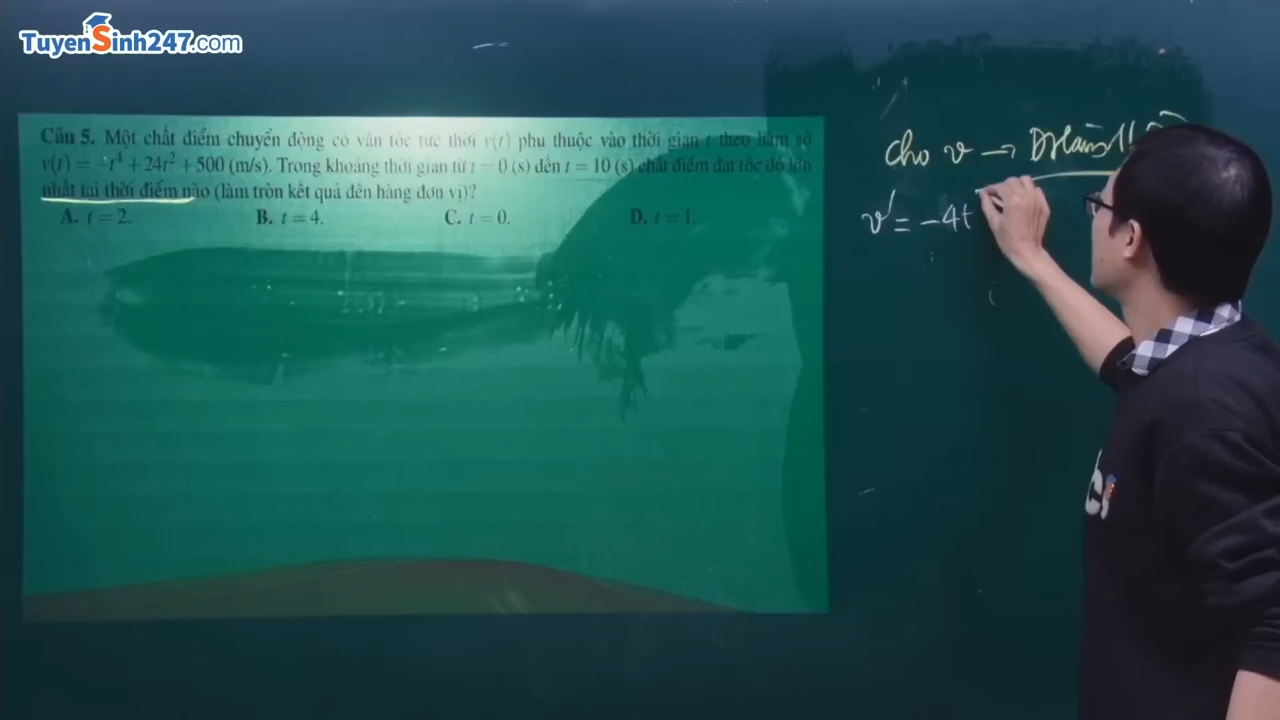 TuyenSinh247.com
Câu 5. Một chất điểm chuyển động có vận tốc tức thời v(t) phụ thuộc vào thời gian t theo hàm số
v(t) = -t⁴ + 24t² + 500 (m/s). Trong khoảng thời gian từ t = 0 (s) đến t = 10 (s) chất điểm đạt tốc độ lớn
nhất tại thời điểm nào (làm tròn kết quả đến hàng đơn vị)?
A. t = 2. B. t = 4. C. t = 0. D. t = 1.
Cho v →
v' = -4t